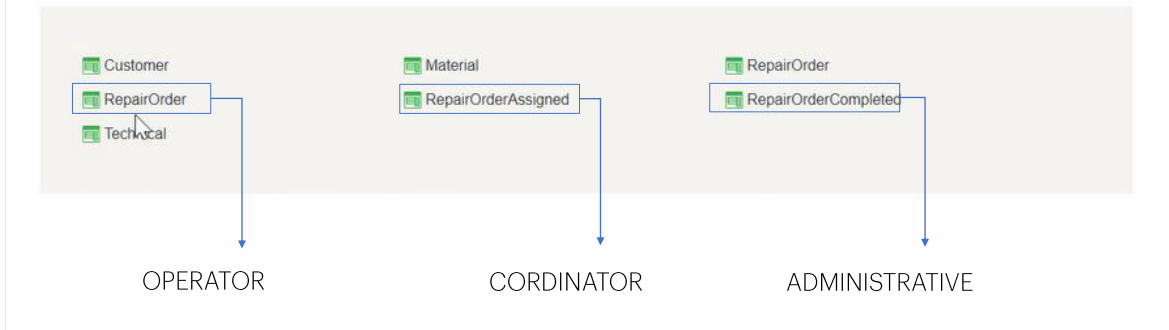 Customer
Material
RepairOrder
RepairOrder
RepairOrderAssigned
RepairOrderCompleted
Technical
OPERATOR
CORDINATOR
ADMINISTRATIVE